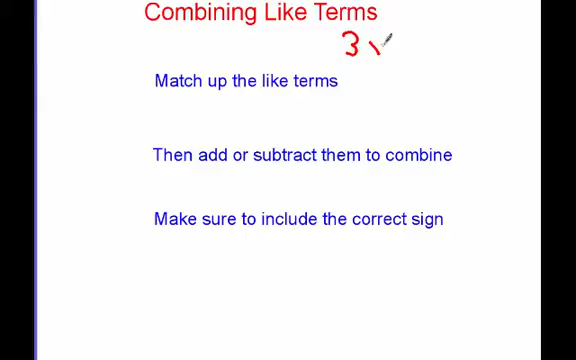 Combining Like Terms
3
Match up the like terms
Then add or subtract them to combine
Make sure to include the correct sign